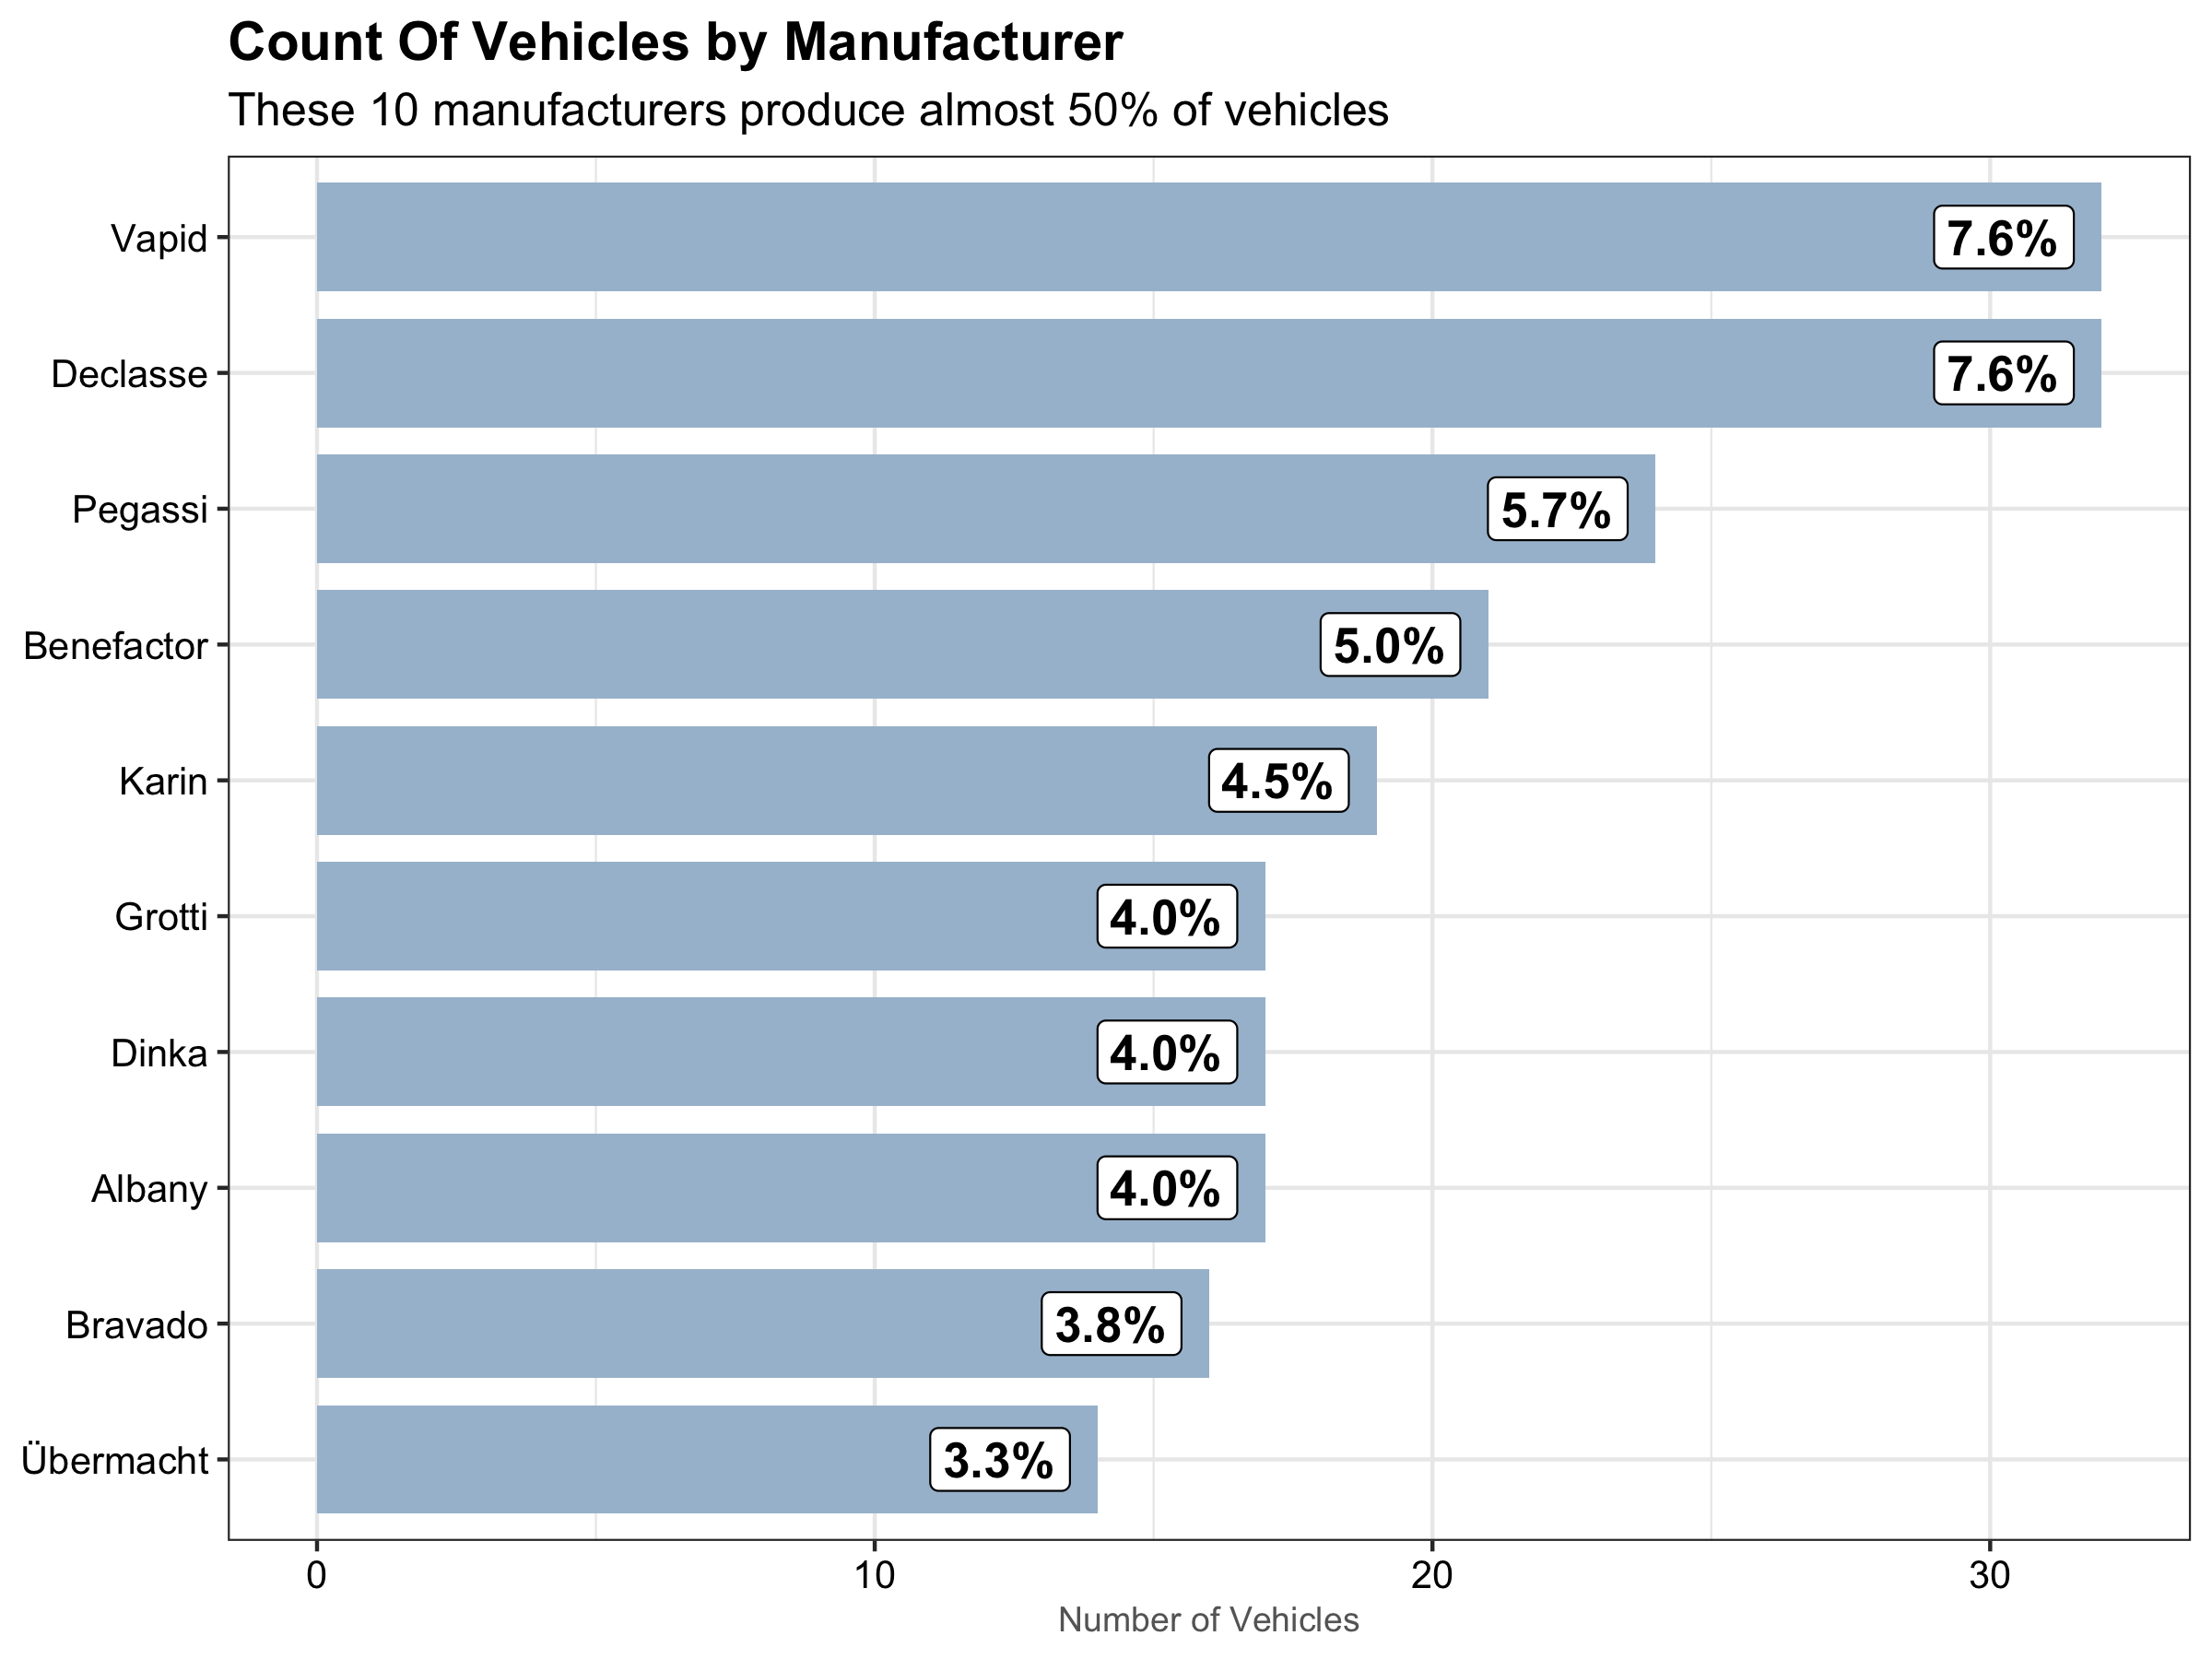 Count Of Vehicles by Manufacturer
These 10 manufacturers produce almost 50% of vehicles
Vapid 7.6%
Declasse 7.6%
Pegassi 5.7%
Benefactor 5.0%
Karin 4.5%
Grotti 4.0%
Dinka 4.0%
Albany 4.0%
Bravado 3.8%
Übermacht 3.3%
0 10 20 30
Number of Vehicles